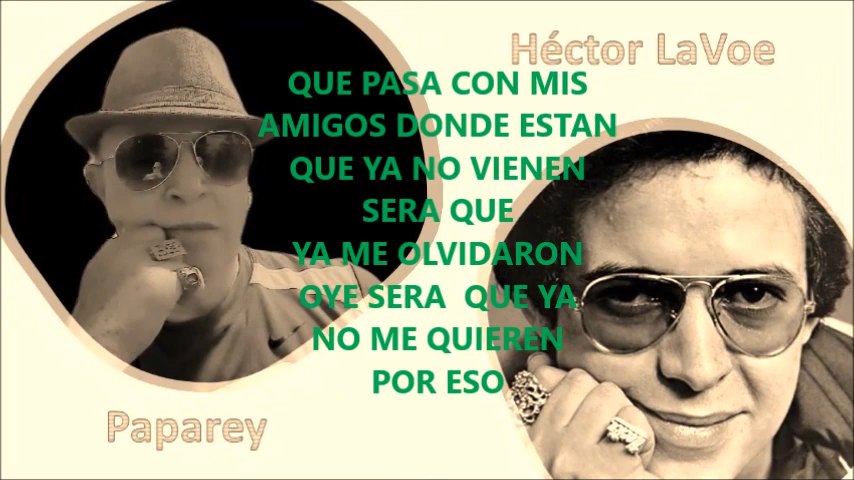 Héctor LaVoe
QUE PASA CON MIS
AMIGOS DONDE ESTAN
QUE YA NO VIENEN
SERA QUE
YA ME OLVIDARON
OYE SERA QUE YA
NO ME QUIEREN
POR ESO
Paparey